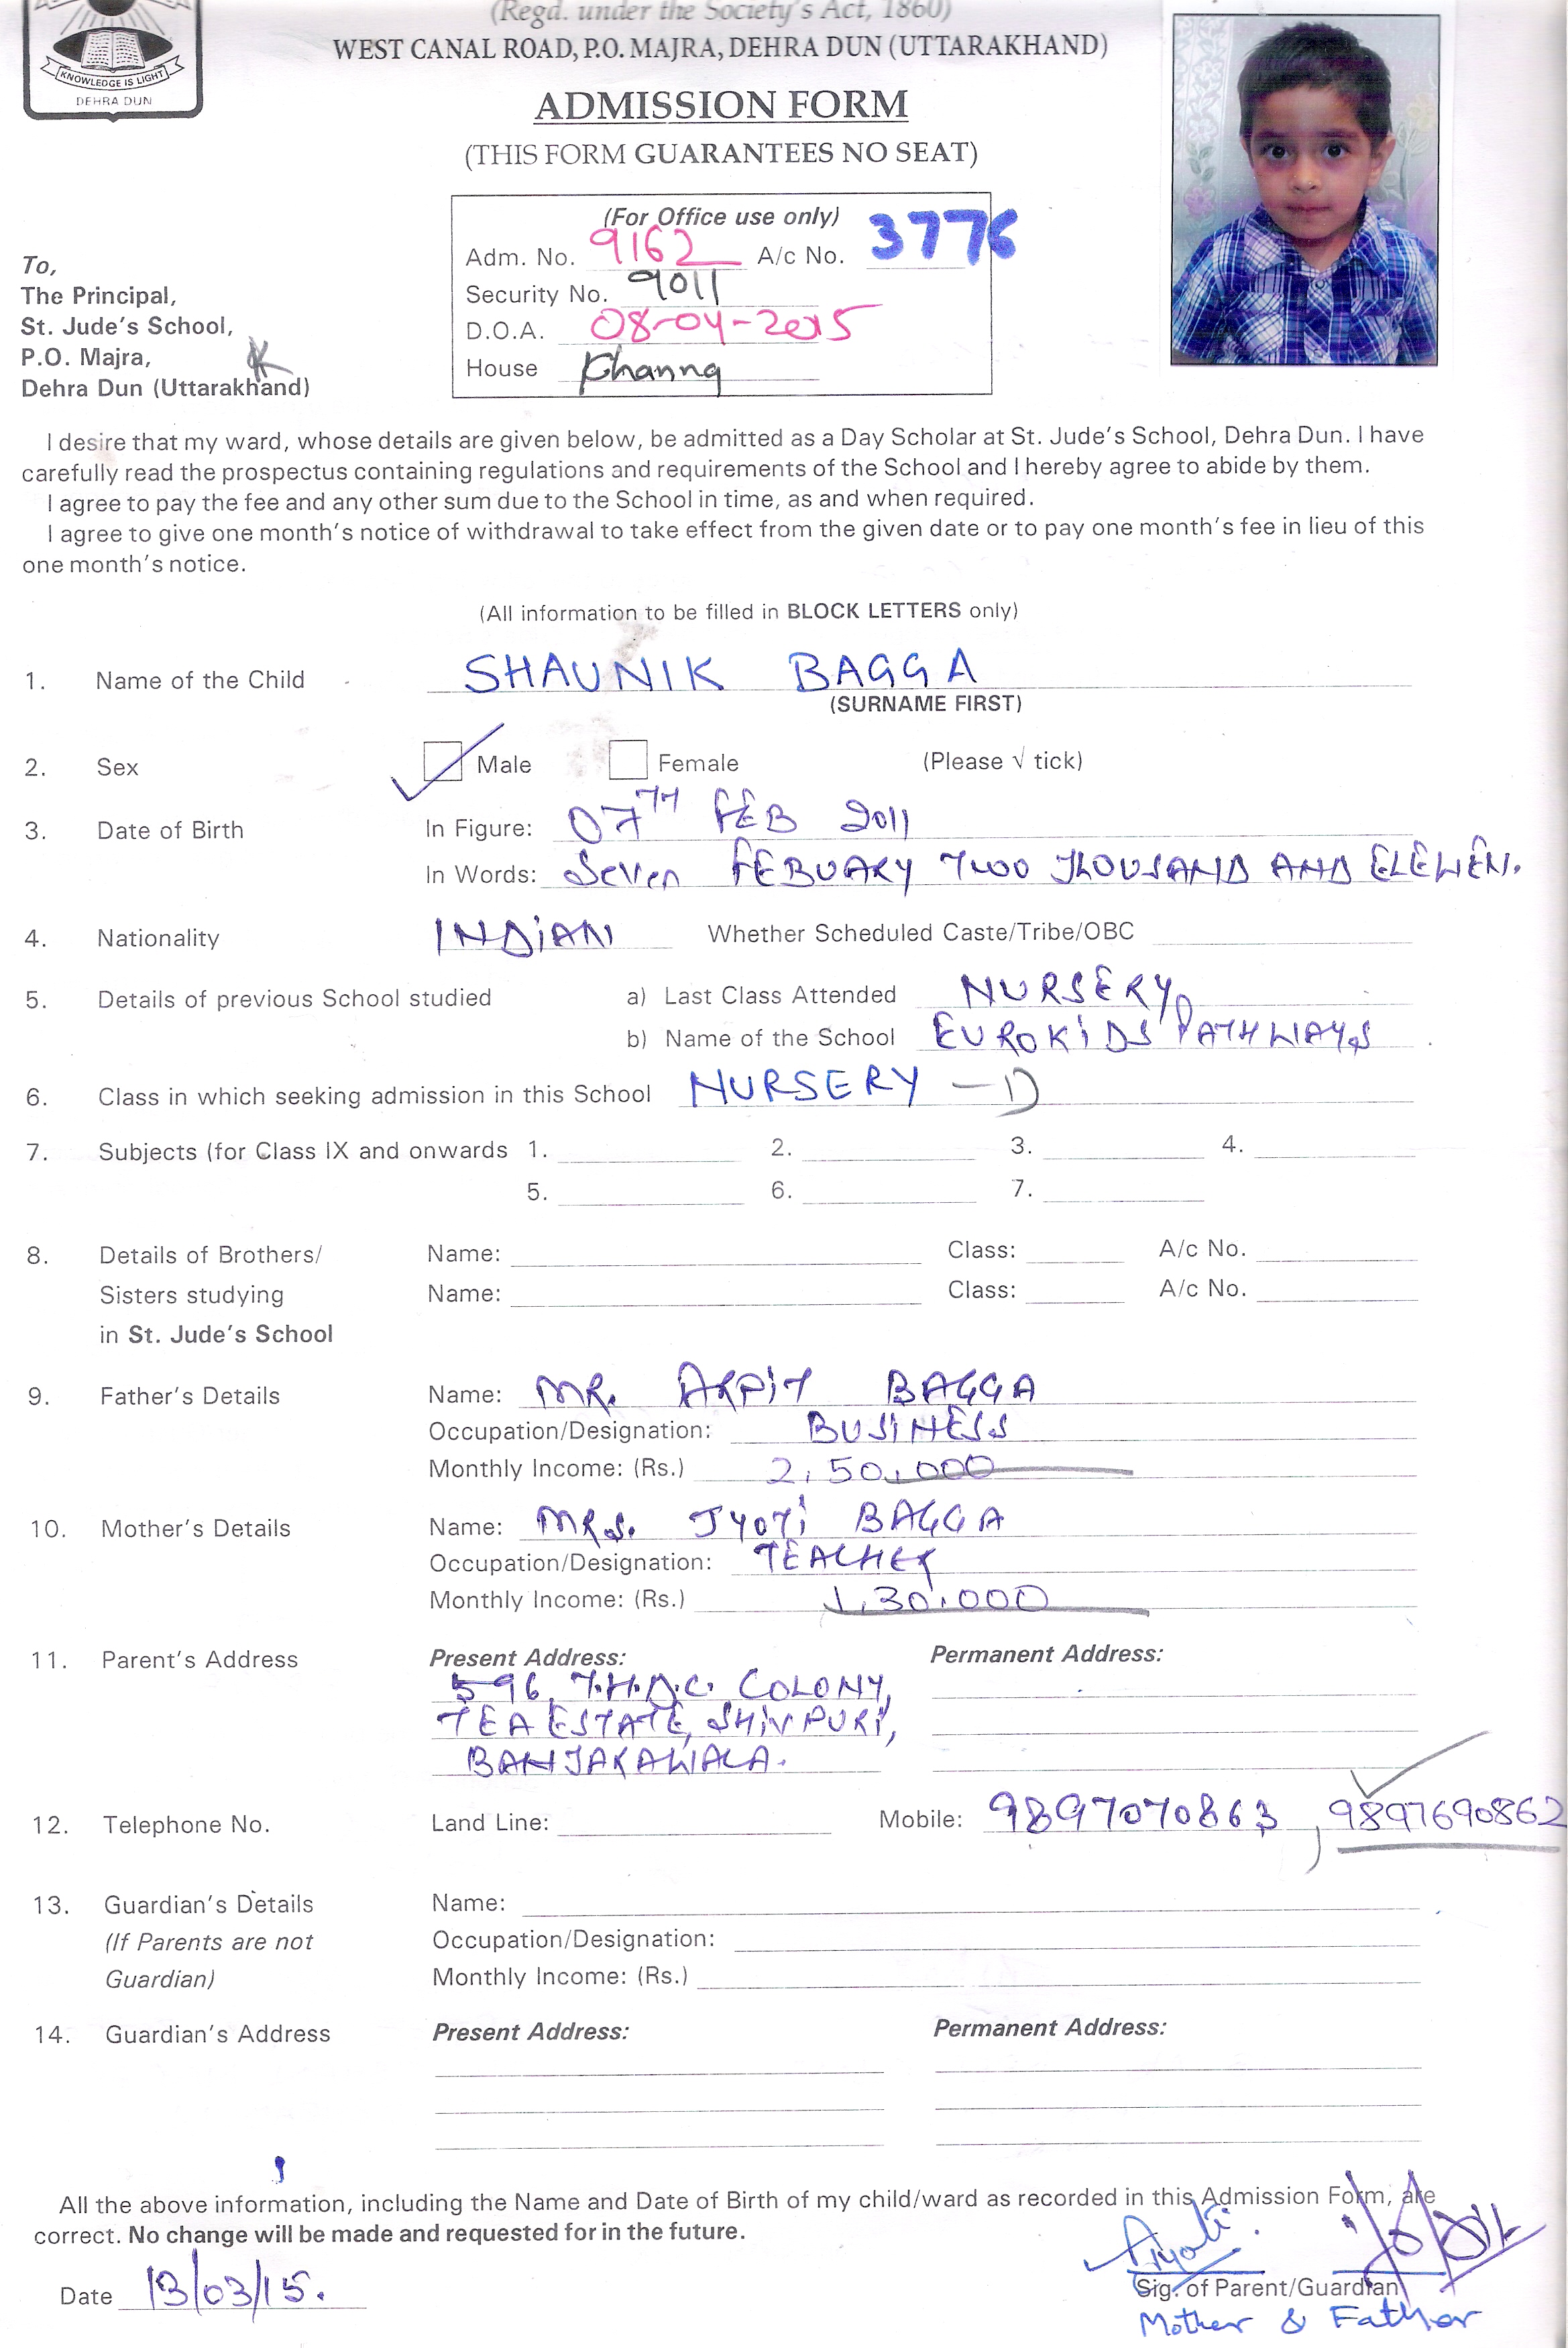 (Regd. under the Society's Act, 1860)
WEST CANAL ROAD, P.O. MAJRA, DEHRA DUN (UTTARAKHAND)
KNOWLEDGE IS LIGHT
DEHRA DUN
ADMISSION FORM
(THIS FORM GUARANTEES NO SEAT)
(For Office use only)
Adm. No. 9162 A/c No. 3776
Security No. 9011
D.O.A. 08-04-2015
House Khanna
To,
The Principal,
St. Jude's School,
P.O. Majra,
Dehra Dun (Uttarakhand)
I desire that my ward, whose details are given below, be admitted as a Day Scholar at St. Jude's School, Dehra Dun. I have
carefully read the prospectus containing regulations and requirements of the School and I hereby agree to abide by them.
I agree to pay the fee and any other sum due to the School in time, as and when required.
I agree to give one month's notice of withdrawal to take effect from the given date or to pay one month's fee in lieu of this
one month's notice.
(All information to be filled in BLOCK LETTERS only)
1. Name of the Child SHAUNIK BAGGA
(SURNAME FIRST)
2. Sex Male Female (Please √ tick)
3. Date of Birth In Figure: 07TH FEB 2011
In Words: Seven FEBUARY TWOO THOUSAND AND ELEWEN.
4. Nationality INDiAN Whether Scheduled Caste/Tribe/OBC
5. Details of previous School studied a) Last Class Attended NURSERY
b) Name of the School EUROKiDS PATHWAYS
6. Class in which seeking admission in this School NURSERY - D
7. Subjects (for Class IX and onwards 1. 2. 3. 4.
5. 6. 7.
8. Details of Brothers/ Name: Class: A/c No.
Sisters studying Name: Class: A/c No.
in St. Jude's School
9. Father's Details Name: MR. ARPiT BAGGA
Occupation/Designation: BUSiNESS
Monthly Income: (Rs.) 2,50,000
10. Mother's Details Name: MRS. JYOTi BAGGA
Occupation/Designation: TEACHER
Monthly Income: (Rs.) 1,30,000
11. Parent's Address Present Address: Permanent Address:
596, T.H.D.C. COLONY,
TEA ESTATE, SHiVPURi,
BANJARAWALA.
12. Telephone No. Land Line: Mobile: 9897070863, 9897690862
13. Guardian's Details Name:
(If Parents are not Occupation/Designation:
Guardian) Monthly Income: (Rs.)
14. Guardian's Address Present Address: Permanent Address:
All the above information, including the Name and Date of Birth of my child/ward as recorded in this Admission Form, are
correct. No change will be made and requested for in the future.
Jyoti
Date 13/03/15. Sig. of Parent/Guardian
Mother & Father